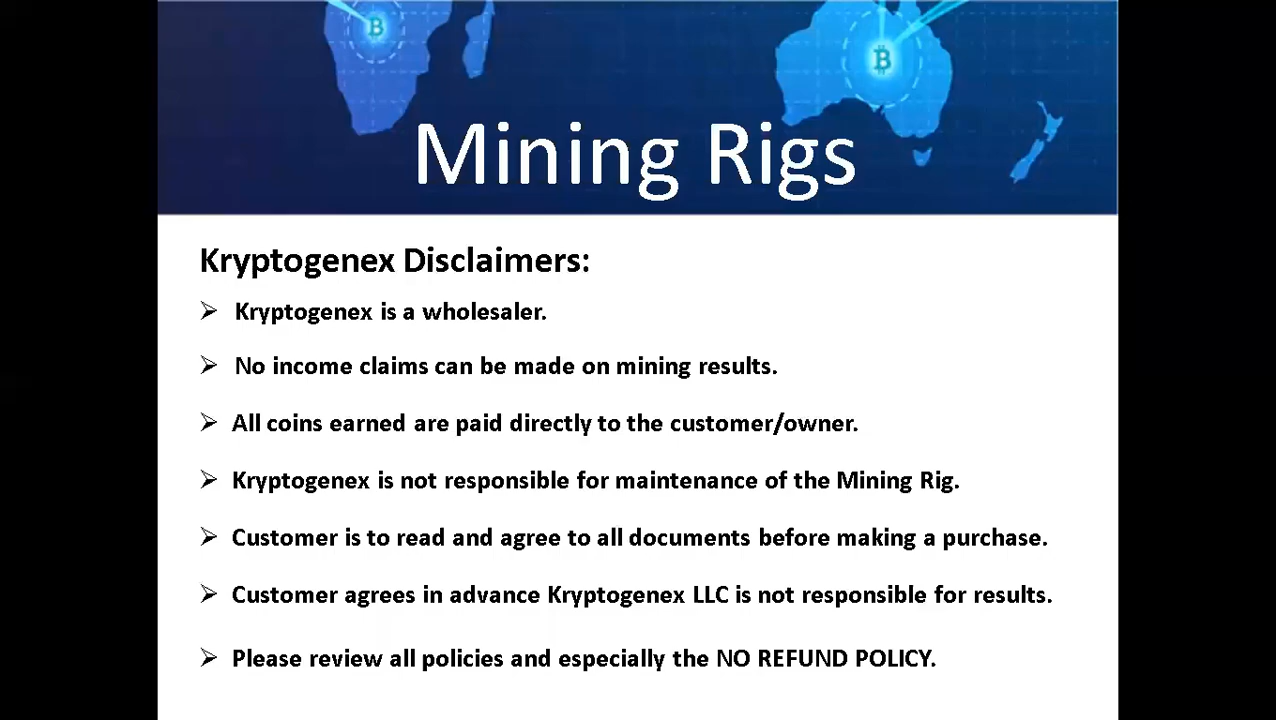 Mining Rigs
Kryptogenex Disclaimers:
➢ Kryptogenex is a wholesaler.
➢ No income claims can be made on mining results.
➢ All coins earned are paid directly to the customer/owner.
➢ Kryptogenex is not responsible for maintenance of the Mining Rig.
➢ Customer is to read and agree to all documents before making a purchase.
➢ Customer agrees in advance Kryptogenex LLC is not responsible for results.
➢ Please review all policies and especially the NO REFUND POLICY.